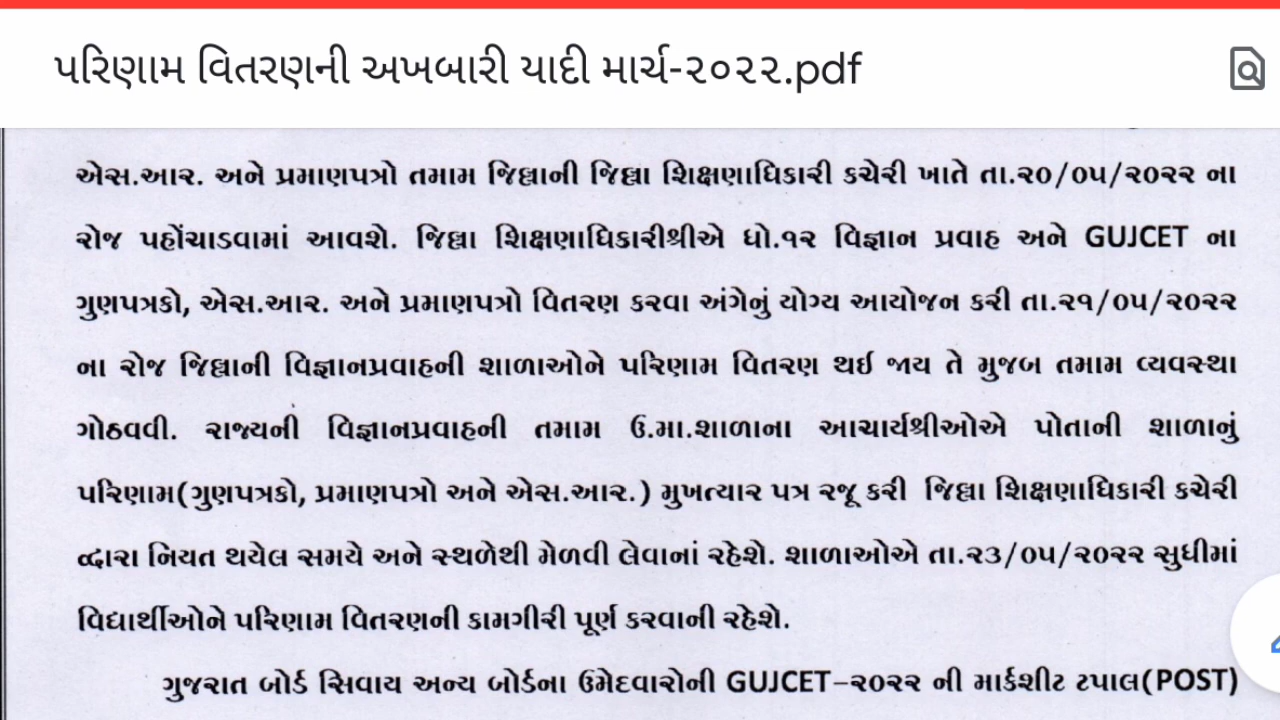 પરિણામ વિતરણની અખબારી યાદી માર્ચ-૨૦૨૨.pdf
એસ.આર. અને પ્રમાણપત્રો તમામ જિલ્લાની જિલ્લા શિક્ષણાધિકારી કચેરી ખાતે તા.૨૦/૦૫/૨૦૨૨ ના
રોજ પહોંચાડવામાં આવશે. જિલ્લા શિક્ષણાધિકારીશ્રીએ ધો.૧૨ વિજ્ઞાન પ્રવાહ અને GUJCET ના
ગુણપત્રકો, એસ.આર. અને પ્રમાણપત્રો વિતરણ કરવા અંગેનું યોગ્ય આયોજન કરી તા.૨૧/૦૫/૨૦૨૨
ના રોજ જિલ્લાની વિજ્ઞાનપ્રવાહની શાળાઓને પરિણામ વિતરણ થઈ જાય તે મુજબ તમામ વ્યવસ્થા
ગોઠવવી. રાજ્યની વિજ્ઞાનપ્રવાહની તમામ ઉ.મા.શાળાના આચાર્યશ્રીઓએ પોતાની શાળાનું
પરિણામ(ગુણપત્રકો, પ્રમાણપત્રો અને એસ.આર.) મુખત્યાર પત્ર રજૂ કરી જિલ્લા શિક્ષણાધિકારી કચેરી
વ્દારા નિયત થયેલ સમયે અને સ્થળેથી મેળવી લેવાનાં રહેશે. શાળાઓએ તા.૨૩/૦૫/૨૦૨૨ સુધીમાં
વિદ્યાર્થીઓને પરિણામ વિતરણની કામગીરી પૂર્ણ કરવાની રહેશે.
ગુજરાત બોર્ડ સિવાય અન્ય બોર્ડના ઉમેદવારોની GUJCET-૨૦૨૨ ની માર્કશીટ ટપાલ(POST)